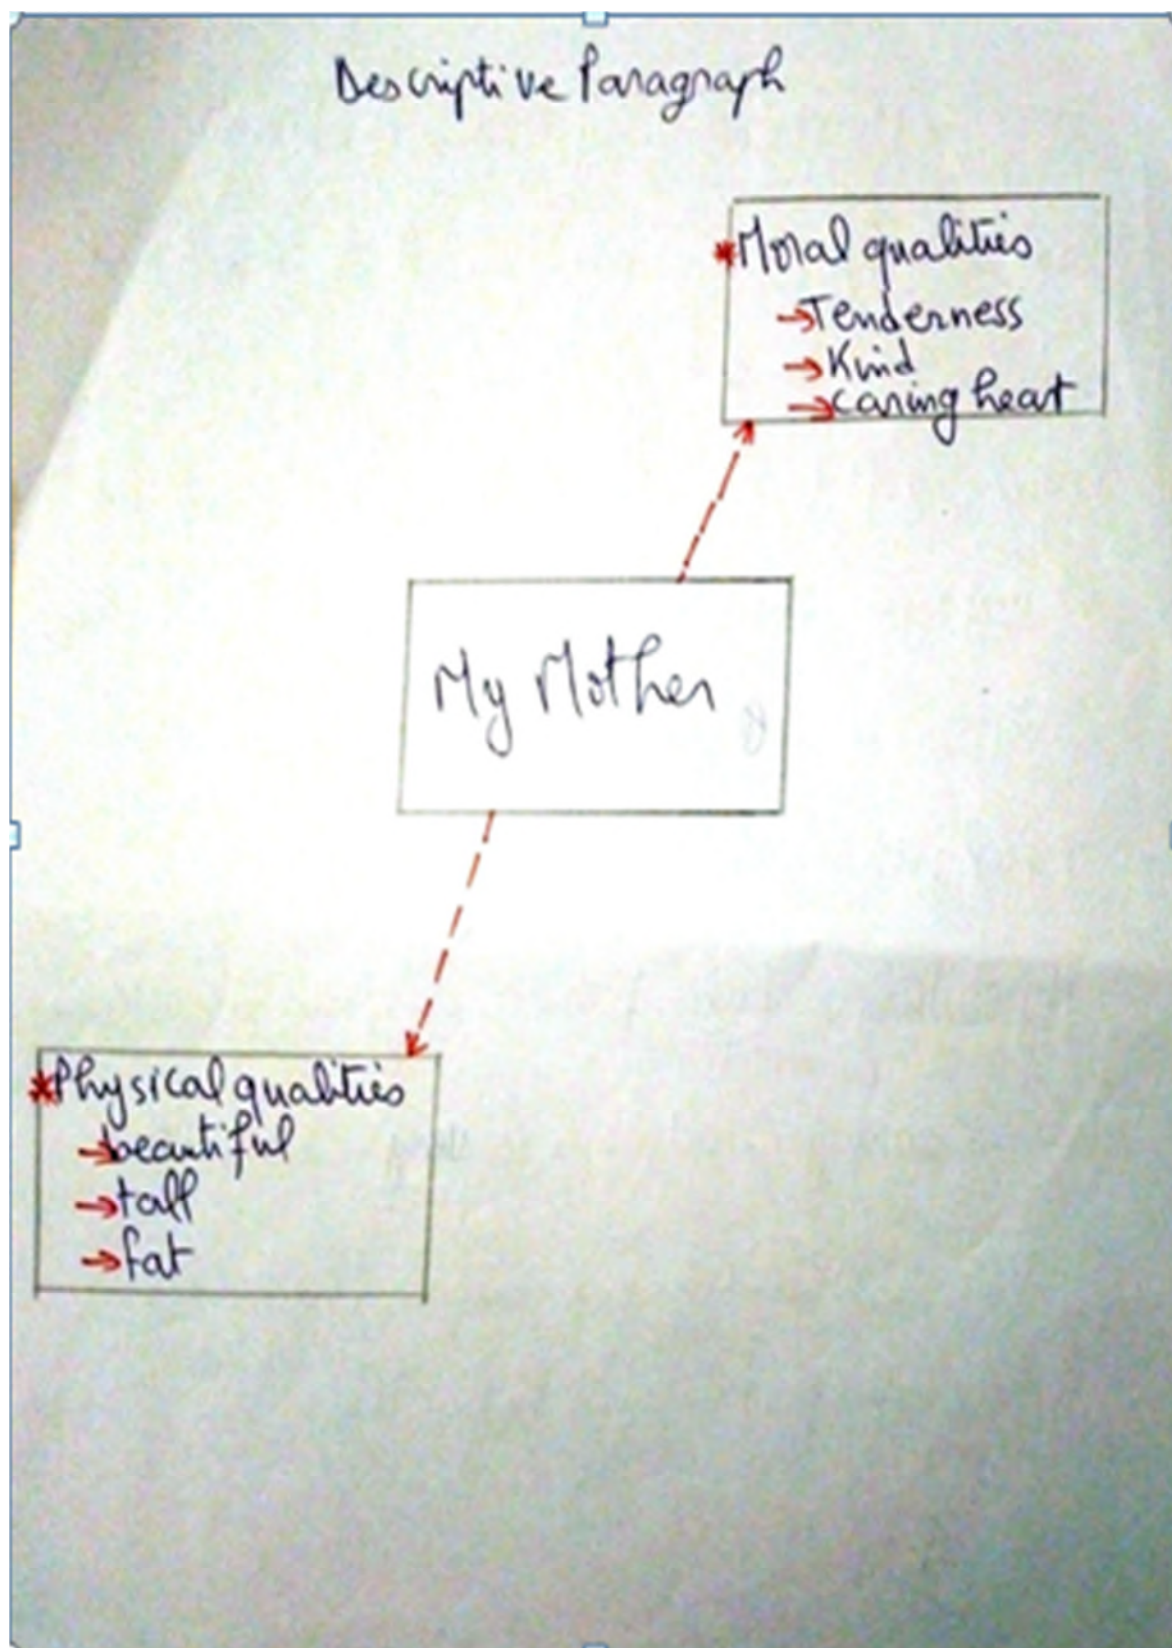 Descriptive Paragraph
*Moral qualities
→Tenderness
→Kind
→caring heart
My Mother
*Physical qualities
→beautiful
→tall
→fat